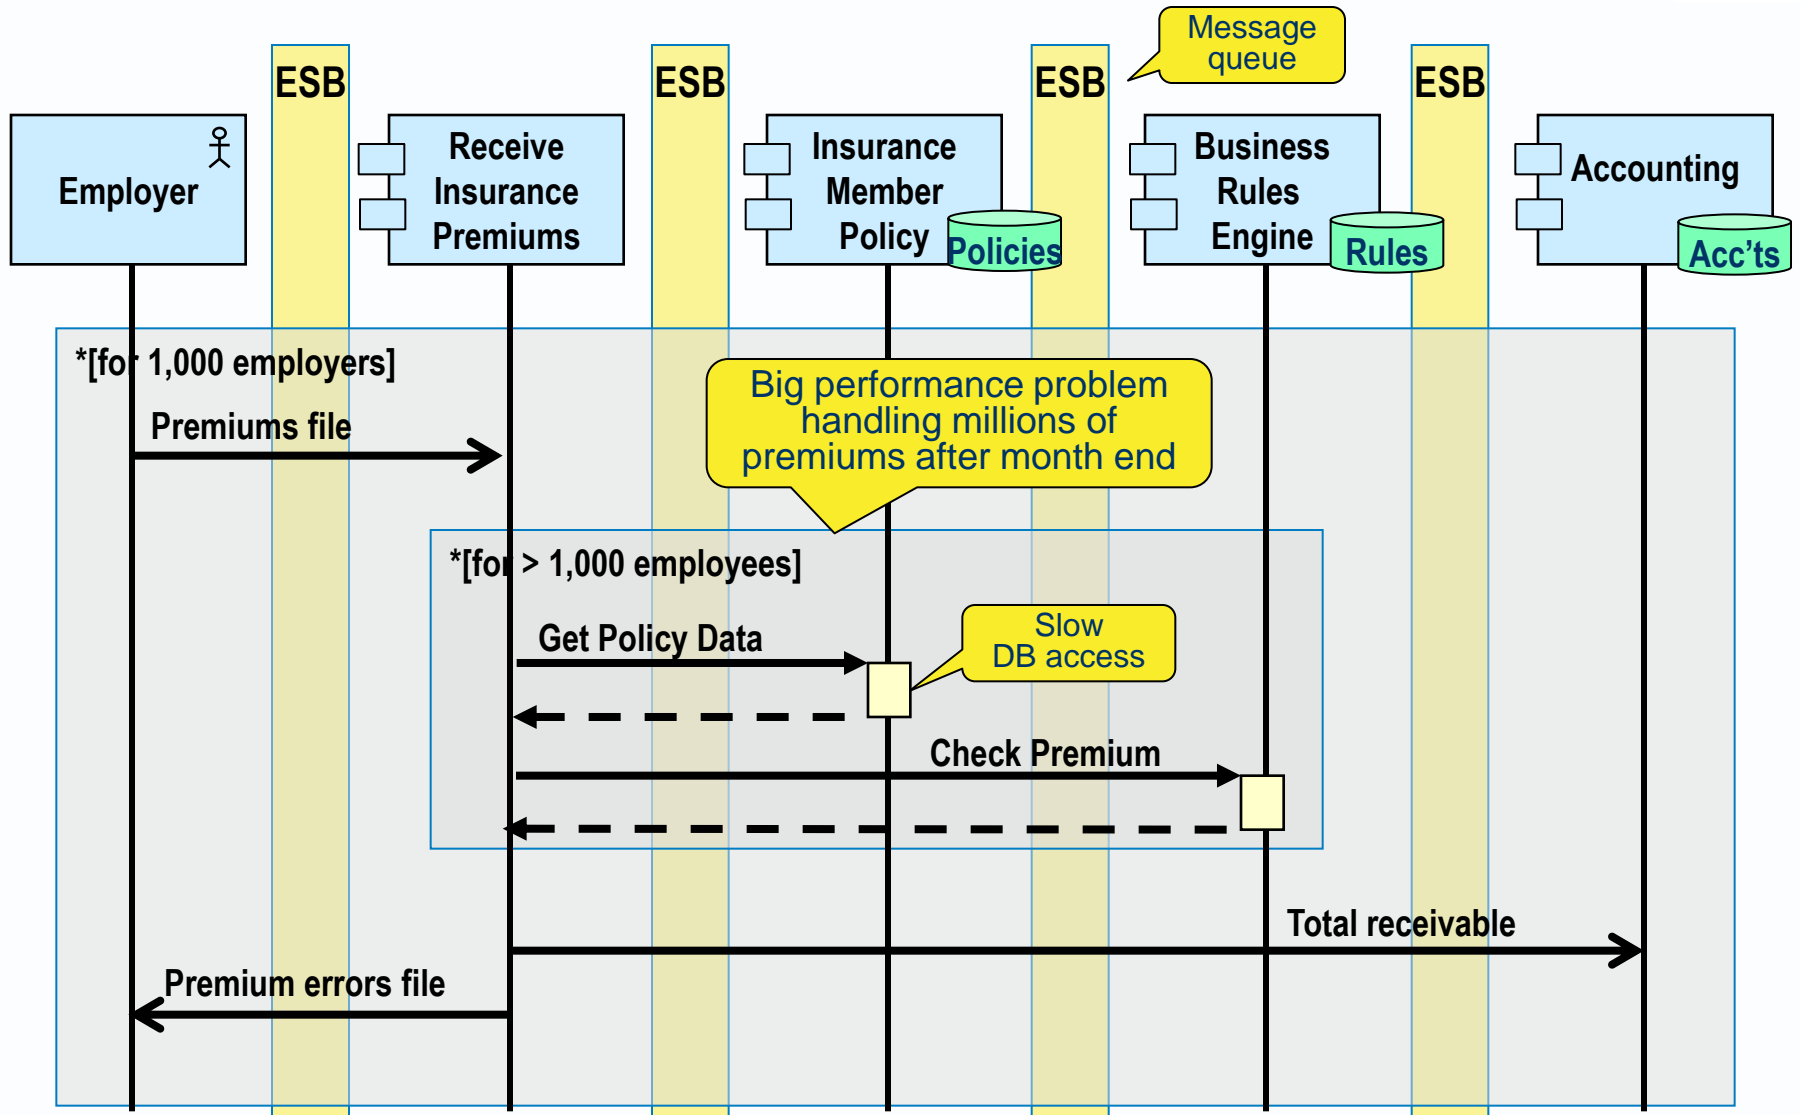 Message
queue
ESB
ESB
ESB
ESB
Employer
Receive
Insurance
Premiums
Insurance
Member
Policy
Policies
Business
Rules
Engine
Rules
Accounting
Acc'ts
*[for 1,000 employers]
Premiums file
Big performance problem
handling millions of
premiums after month end
*[for > 1,000 employees]
Get Policy Data
Slow
DB access
Check Premium
Total receivable
Premium errors file